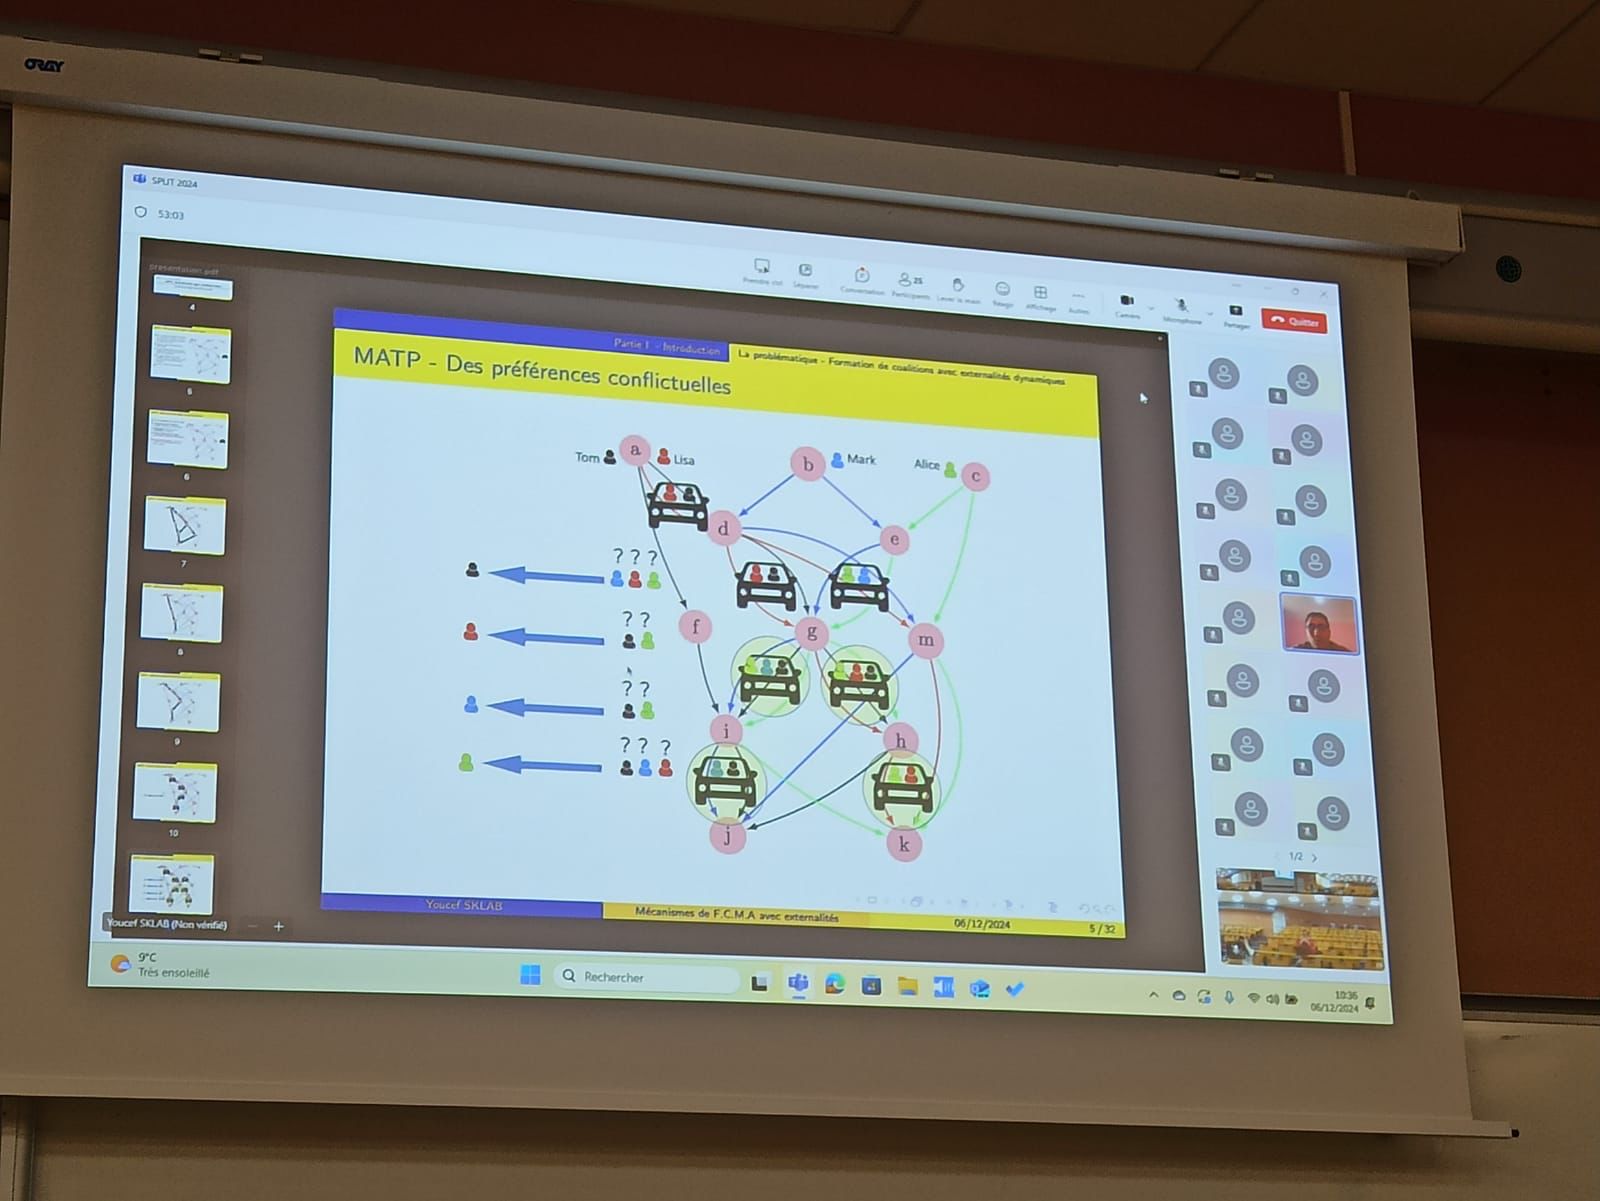 ORAY
SPLIT 2024
53:03
presentation.pdf
Prendre ctrl
Séparer
Conversation
25
Participants
Lever la main
Réagir
Affichage
Autres
Caméra
Microphone
Partager
Quitter
4
5
6
7
8
9
10
Partie 1 - Introduction
La problématique - Formation de coalitions avec externalités dynamiques
MATP - Des préférences conflictuelles
Tom
a
Lisa
b
Mark
Alice
c
d
e
? ? ?
f
g
m
? ?
? ?
i
h
? ? ?
j
k
Youcef SKLAB
Mécanismes de F.C.M.A avec externalités
06/12/2024
5 / 32
1/2
Youcef SKLAB (Non vérifié)
9°C
Très ensoleillé
Rechercher
10:36
06/12/2024